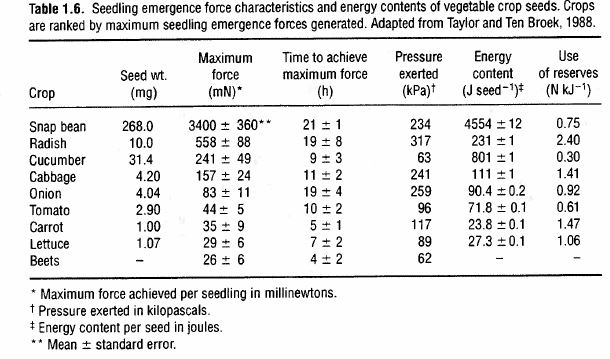 Table 1.6. Seedling emergence force characteristics and energy contents of vegetable crop seeds. Crops
are ranked by maximum seedling emergence forces generated. Adapted from Taylor and Ten Broek, 1988.
Maximum Time to achieve Pressure Energy Use
Seed wt. force maximum force exerted content of reserves
Crop (mg) (mN)* (h) (kPa)† (J seed⁻¹)‡ (N kJ⁻¹)
Snap bean 268.0 3400 ± 360** 21 ± 1 234 4554 ± 12 0.75
Radish 10.0 558 ± 88 19 ± 8 317 231 ± 1 2.40
Cucumber 31.4 241 ± 49 9 ± 3 63 801 ± 1 0.30
Cabbage 4.20 157 ± 24 11 ± 2 241 111 ± 1 1.41
Onion 4.04 83 ± 11 19 ± 4 259 90.4 ± 0.2 0.92
Tomato 2.90 44 ± 5 10 ± 2 96 71.8 ± 0.1 0.61
Carrot 1.00 35 ± 9 5 ± 1 117 23.8 ± 0.1 1.47
Lettuce 1.07 29 ± 6 7 ± 2 89 27.3 ± 0.1 1.06
Beets – 26 ± 6 4 ± 2 62 – –
* Maximum force achieved per seedling in millinewtons.
† Pressure exerted in kilopascals.
‡ Energy content per seed in joules.
** Mean ± standard error.